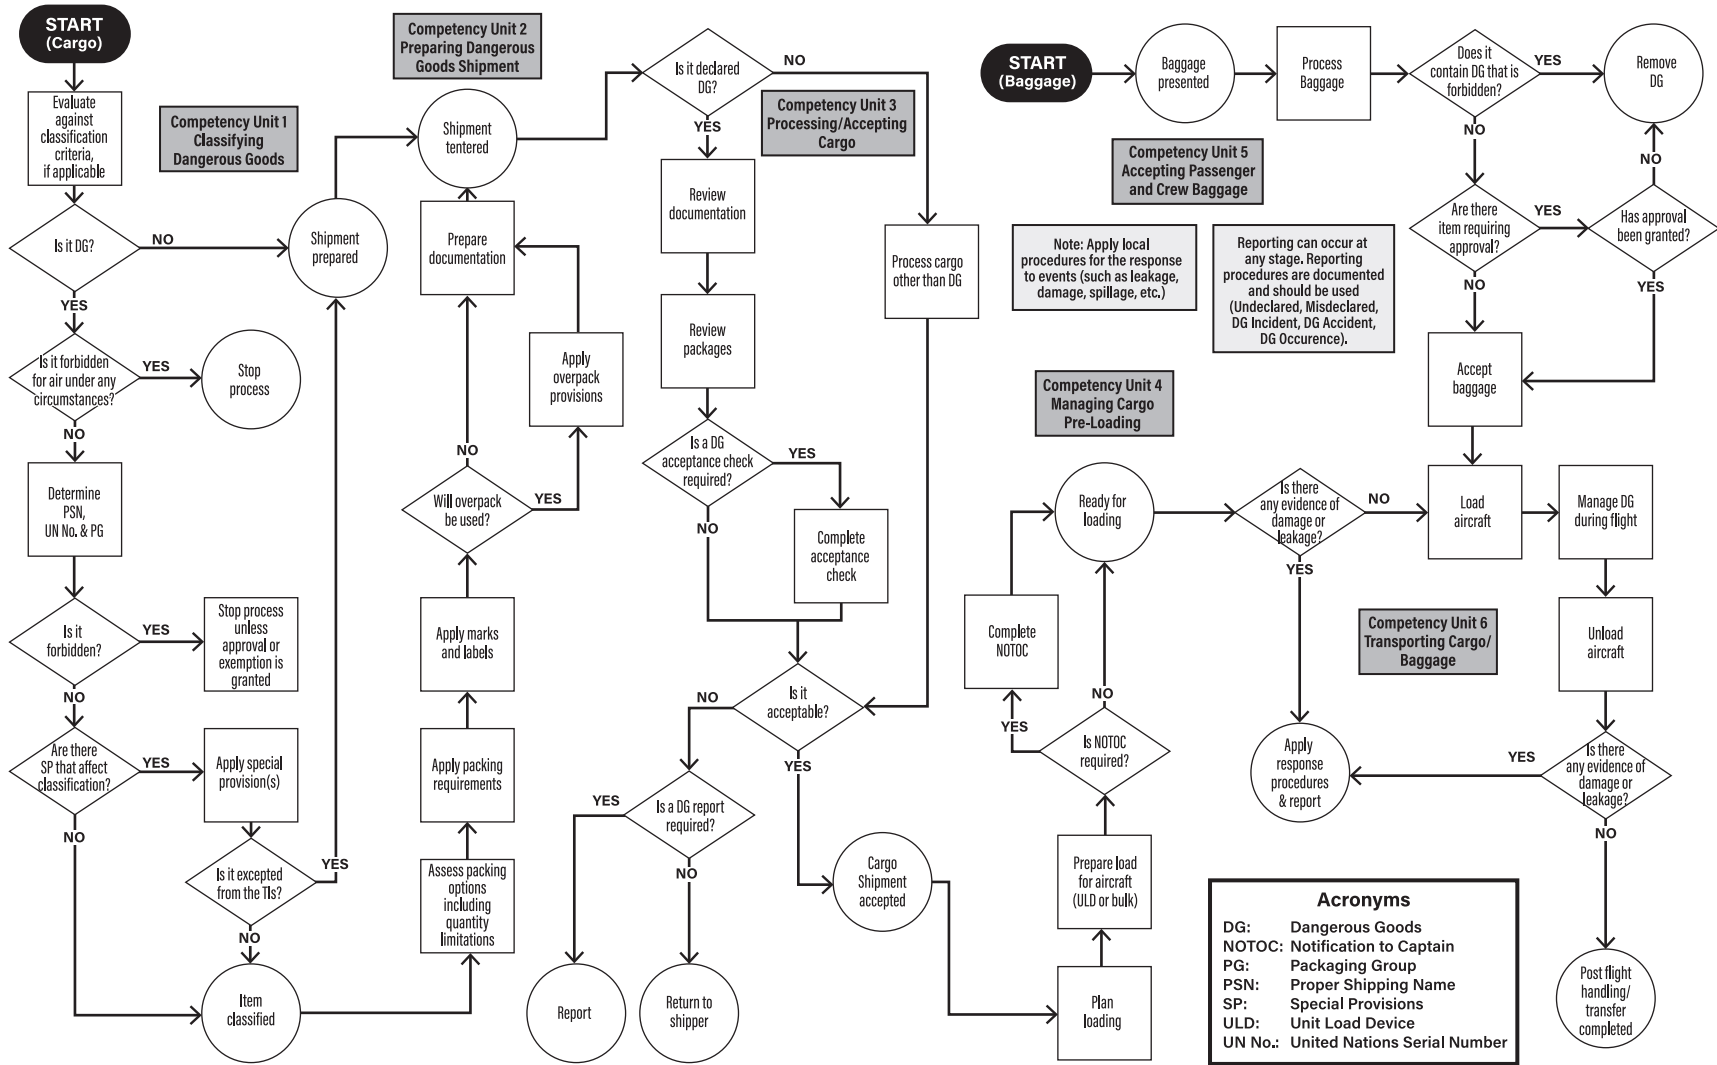 START
(Cargo)
Evaluate
against
classification
criteria,
if applicable
Competency Unit 1
Classifying
Dangerous Goods
Is it DG?
NO
YES
Shipment
prepared
Is it forbidden
for air under any
circumstances?
YES
Stop
process
NO
Determine
PSN,
UN No. & PG
Is it
forbidden?
YES
Stop process
unless
approval or
exemption is
granted
NO
Are there
SP that affect
classification?
YES
Apply special
provision(s)
NO
Is it excepted
from the TIs?
YES
NO
Item
classified
Competency Unit 2
Preparing Dangerous
Goods Shipment
Shipment
tentered
Prepare
documentation
Apply
overpack
provisions
NO
Will overpack
be used?
YES
Apply marks
and labels
Apply packing
requirements
Assess packing
options
including
quantity
limitations
Is it declared
DG?
NO
YES
Competency Unit 3
Processing/Accepting
Cargo
Review
documentation
Process cargo
other than DG
Review
packages
Is a DG
acceptance check
required?
YES
NO
Complete
acceptance
check
Is it
acceptable?
NO
YES
Is a DG report
required?
YES
NO
Report
Return to
shipper
Cargo
Shipment
accepted
START
(Baggage)
Baggage
presented
Process
Baggage
Does it
contain DG that is
forbidden?
YES
Remove
DG
NO
Competency Unit 5
Accepting Passenger
and Crew Baggage
NO
Are there
item requiring
approval?
YES
Has approval
been granted?
NO
YES
Note: Apply local
procedures for the response
to events (such as leakage,
damage, spillage, etc.)
Reporting can occur at
any stage. Reporting
procedures are documented
and should be used
(Undeclared, Misdeclared,
DG Incident, DG Accident,
DG Occurence).
Accept
baggage
Competency Unit 4
Managing Cargo
Pre-Loading
Ready for
loading
Is there
any evidence of
damage or
leakage?
NO
YES
Load
aircraft
Manage DG
during flight
Complete
NOTOC
Competency Unit 6
Transporting Cargo/
Baggage
Unload
aircraft
NO
YES
Is NOTOC
required?
Apply
response
procedures
& report
YES
Is there
any evidence of
damage or
leakage?
NO
Prepare load
for aircraft
(ULD or bulk)
Plan
loading
Post flight
handling/
transfer
completed
Acronyms
DG: Dangerous Goods
NOTOC: Notification to Captain
PG: Packaging Group
PSN: Proper Shipping Name
SP: Special Provisions
ULD: Unit Load Device
UN No.: United Nations Serial Number